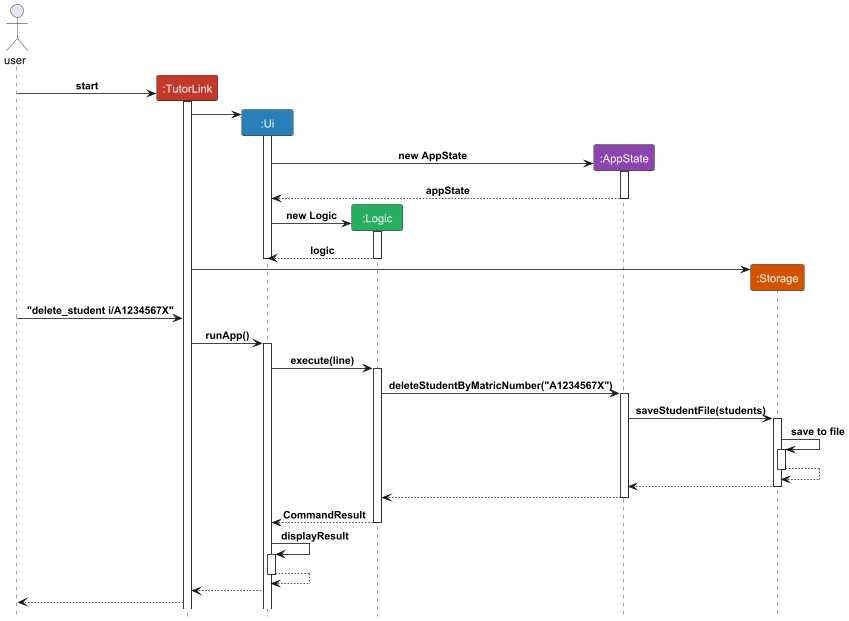 user
start
:TutorLink
:Ui
new AppState
:AppState
appState
new Logic
:Logic
logic
:Storage
"delete_student i/A1234567X"
runApp()
execute(line)
deleteStudentByMatricNumber("A1234567X")
saveStudentFile(students)
save to file
CommandResult
displayResult